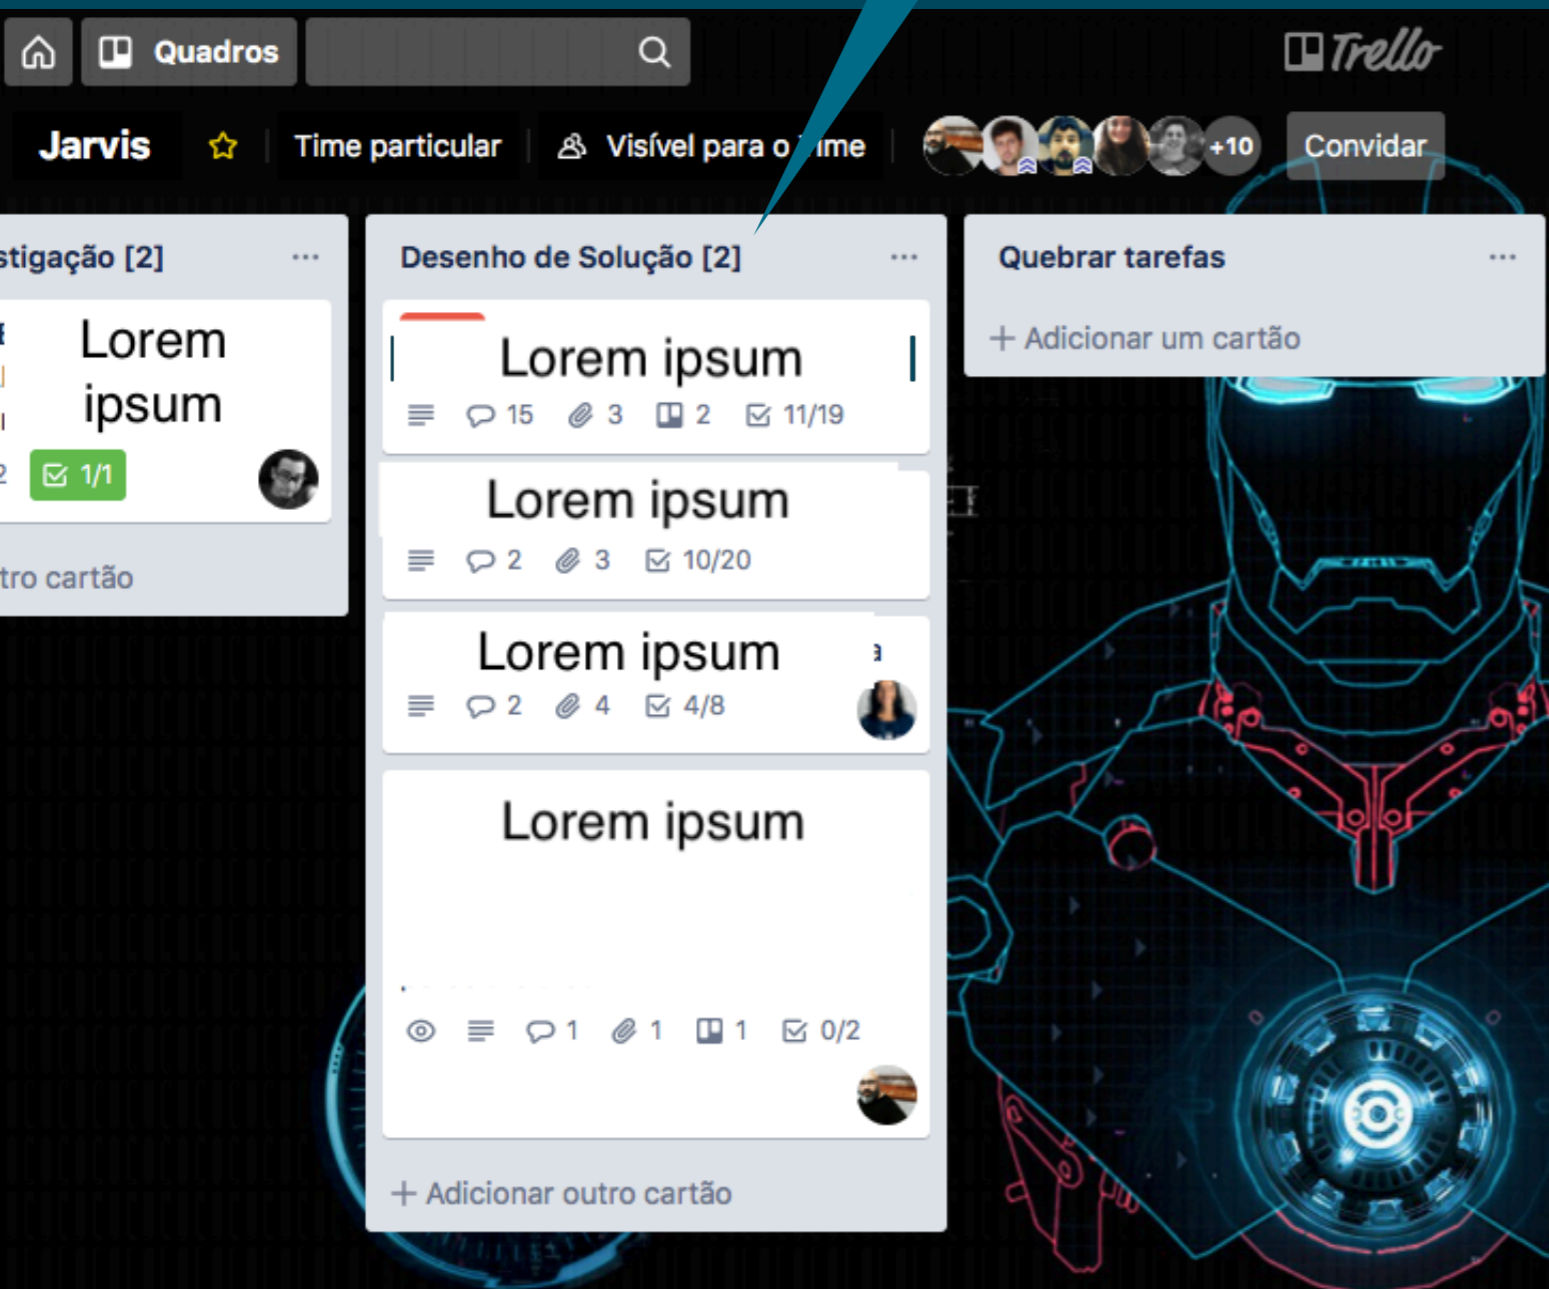 Quadros
Trello
Jarvis
Time particular
Visível para o Time
+10
Convidar
stigação [2]
Lorem
ipsum
1/1
tro cartão
Desenho de Solução [2]
Lorem ipsum
15 3 2 11/19
Lorem ipsum
2 3 10/20
Lorem ipsum
a
2 4 4/8
Lorem ipsum
1 1 1 0/2
+ Adicionar outro cartão
Quebrar tarefas
+ Adicionar um cartão